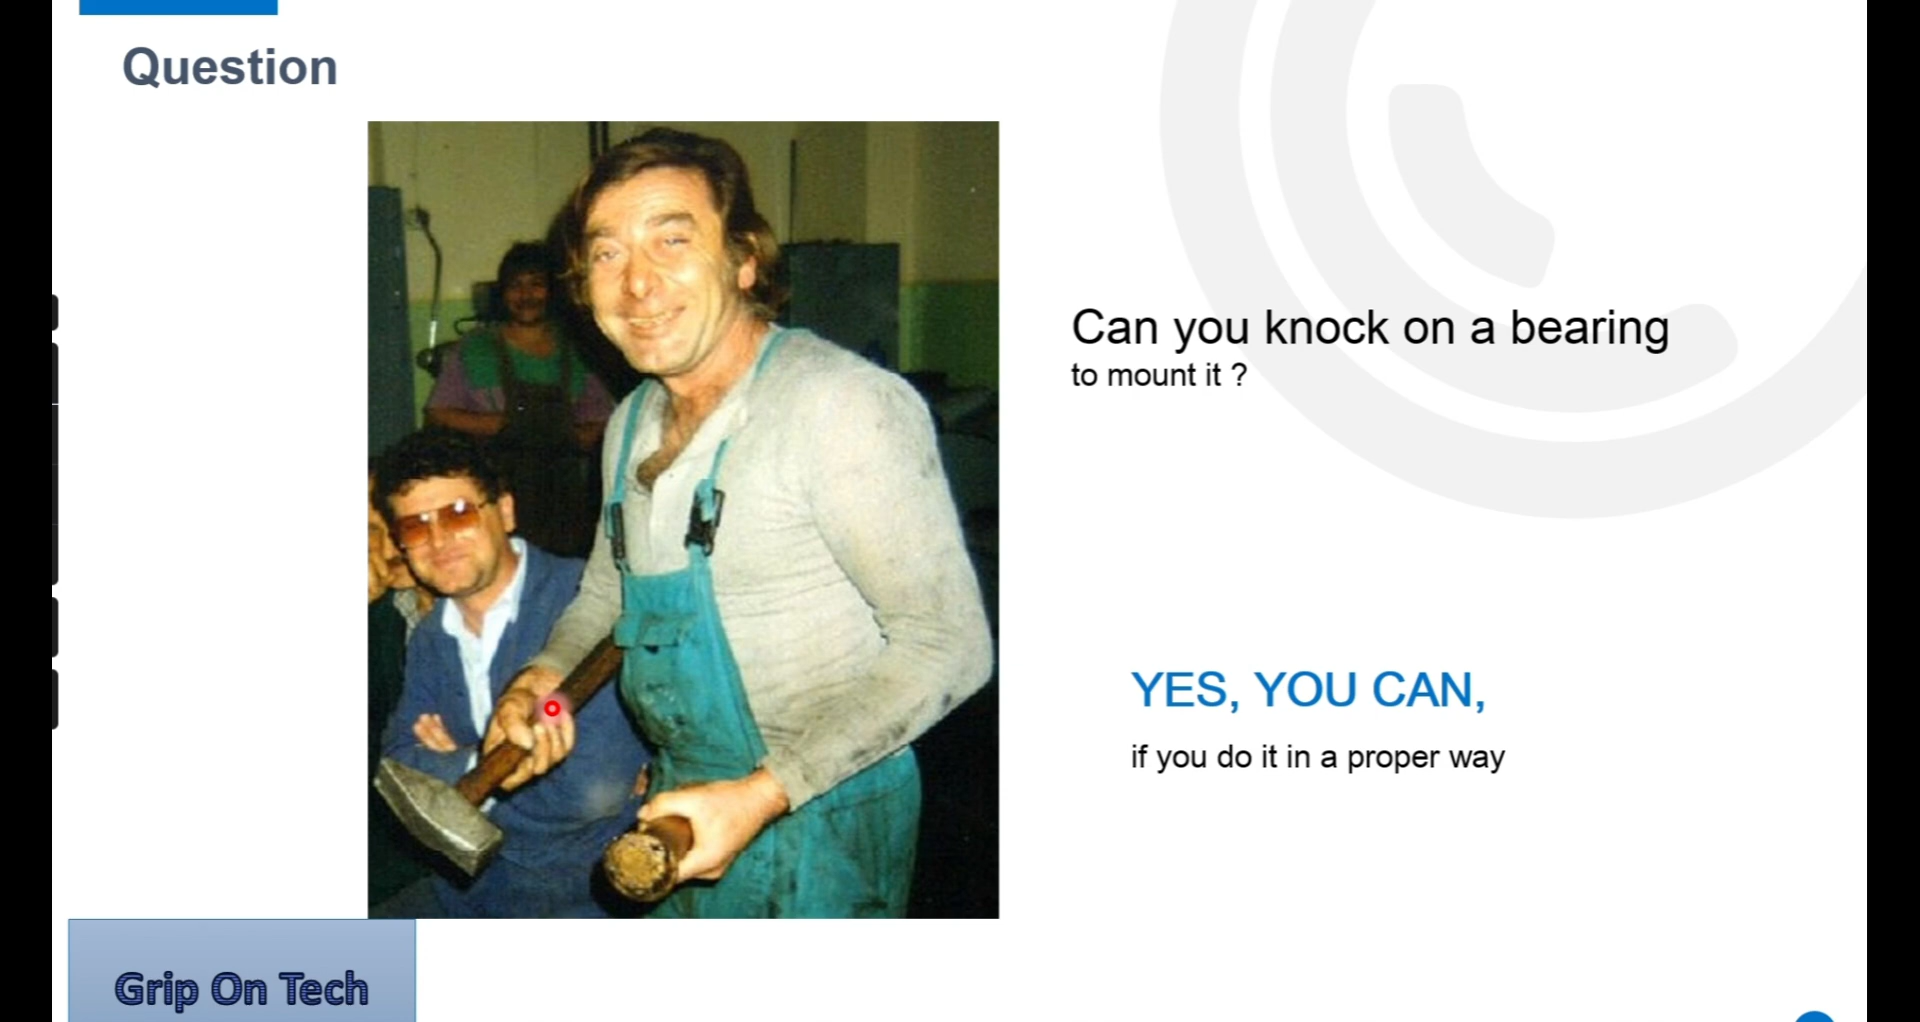 Question
Can you knock on a bearing
to mount it ?
YES, YOU CAN,
if you do it in a proper way
Grip On Tech